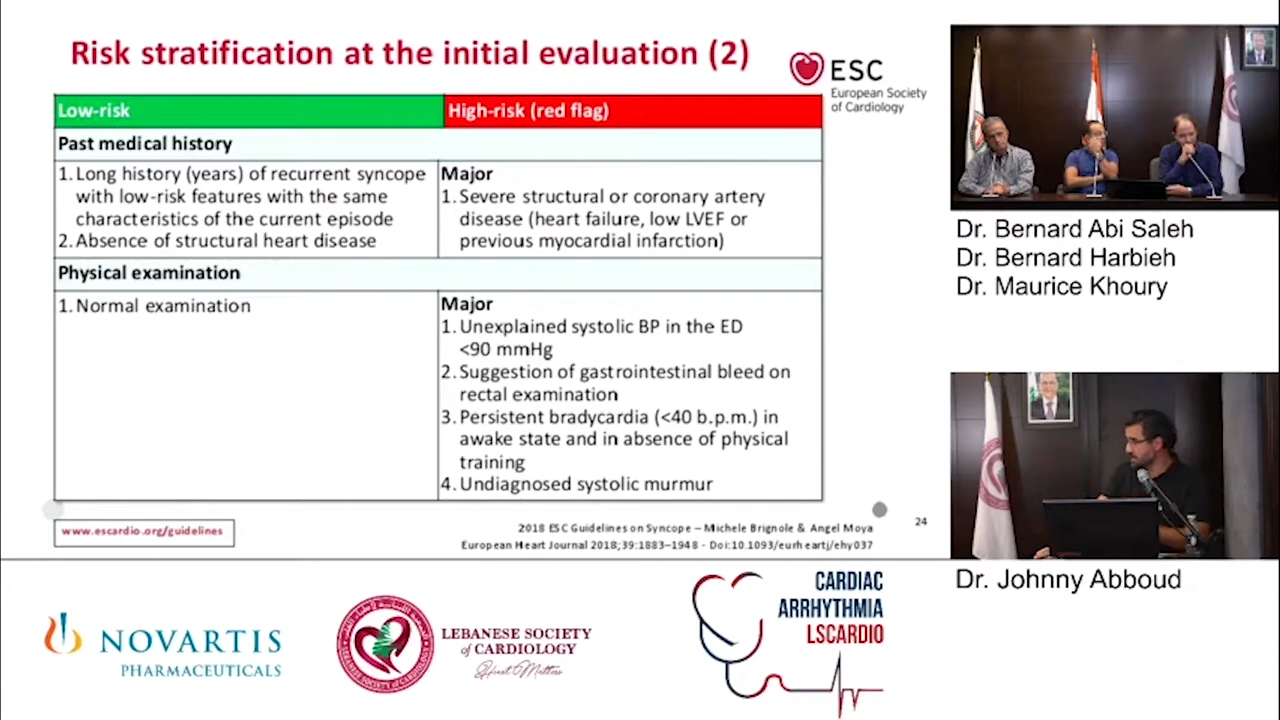 Risk stratification at the initial evaluation (2)
ESC
European Society
of Cardiology
Low-risk
High-risk (red flag)
Past medical history
1. Long history (years) of recurrent syncope
with low-risk features with the same
characteristics of the current episode
2. Absence of structural heart disease
Major
1. Severe structural or coronary artery
disease (heart failure, low LVEF or
previous myocardial infarction)
Physical examination
1. Normal examination
Major
1. Unexplained systolic BP in the ED
<90 mmHg
2. Suggestion of gastrointestinal bleed on
rectal examination
3. Persistent bradycardia (<40 b.p.m.) in
awake state and in absence of physical
training
4. Undiagnosed systolic murmur
www.escardio.org/guidelines
2018 ESC Guidelines on Syncope – Michele Brignole & Angel Moya
European Heart Journal 2018;39:1883–1948 - Doi:10.1093/eurheartj/ehy037
24
Dr. Bernard Abi Saleh
Dr. Bernard Harbieh
Dr. Maurice Khoury
Dr. Johnny Abboud
NOVARTIS
PHARMACEUTICALS
LEBANESE SOCIETY
of CARDIOLOGY
Heart Matters
CARDIAC
ARRHYTHMIA
LSCARDIO